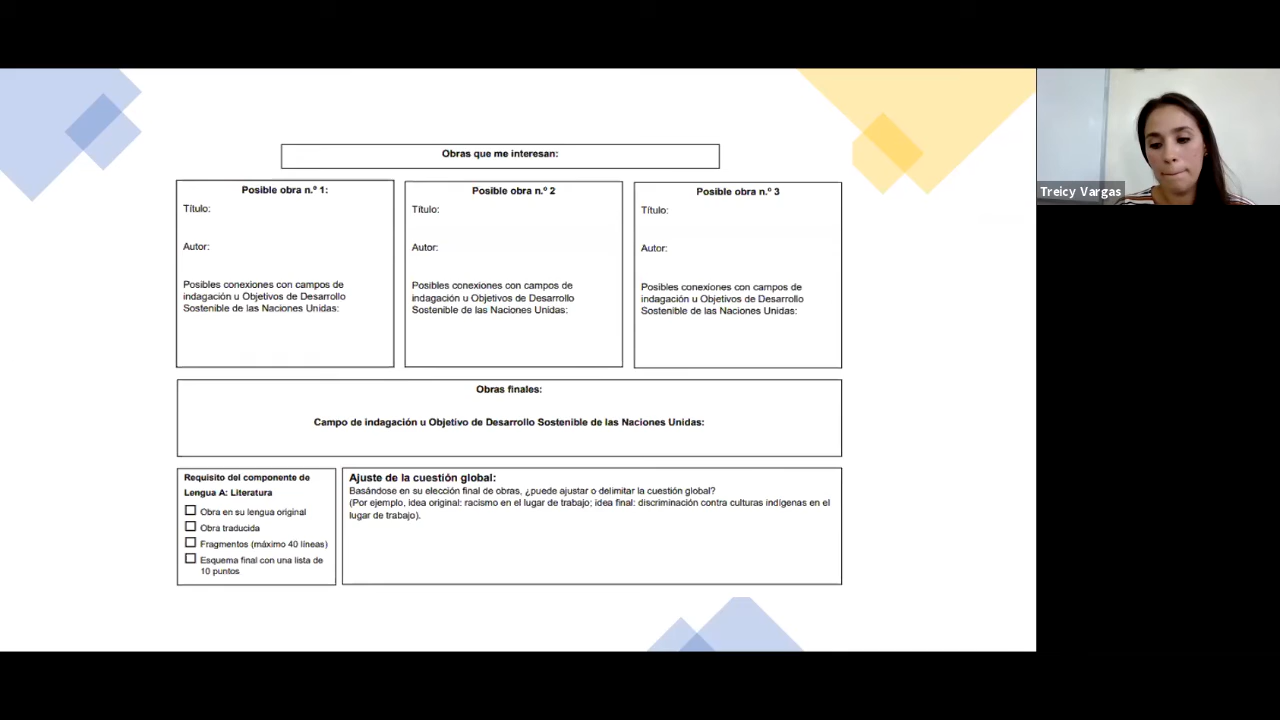 Obras que me interesan:
Posible obra n.º 1:
Título:
Autor:
Posibles conexiones con campos de
indagación u Objetivos de Desarrollo
Sostenible de las Naciones Unidas:
Posible obra n.º 2
Título:
Autor:
Posibles conexiones con campos de
indagación u Objetivos de Desarrollo
Sostenible de las Naciones Unidas:
Posible obra n.º 3
Título:
Autor:
Posibles conexiones con campos de
indagación u Objetivos de Desarrollo
Sostenible de las Naciones Unidas:
Obras finales:
Campo de indagación u Objetivo de Desarrollo Sostenible de las Naciones Unidas:
Requisito del componente de
Lengua A: Literatura
Obra en su lengua original
Obra traducida
Fragmentos (máximo 40 líneas)
Esquema final con una lista de
10 puntos
Ajuste de la cuestión global:
Basándose en su elección final de obras, ¿puede ajustar o delimitar la cuestión global?
(Por ejemplo, idea original: racismo en el lugar de trabajo; idea final: discriminación contra culturas indígenas en el
lugar de trabajo).
Treicy Vargas